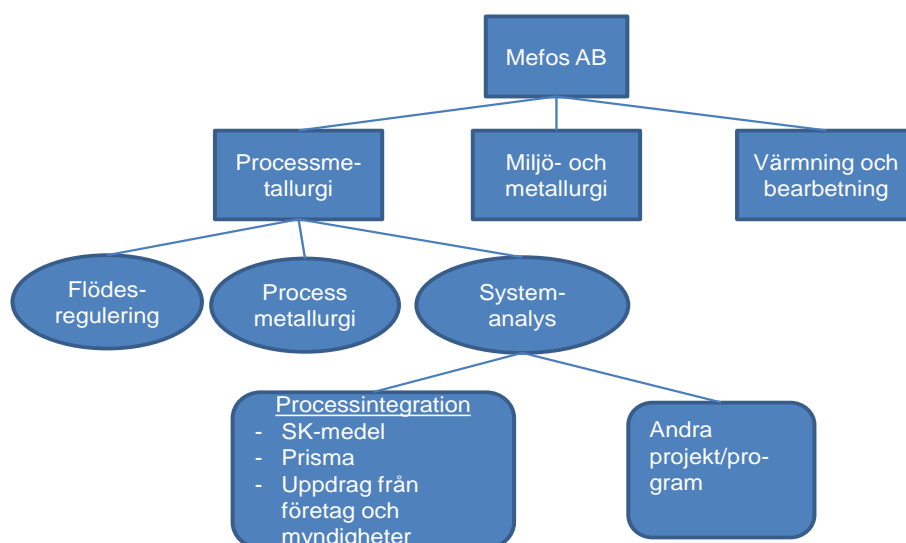 Mefos AB
Processme-
tallurgi
Miljö- och
metallurgi
Värmning och
bearbetning
Flödes-
regulering
Process
metallurgi
System-
analys
Processintegration
- SK-medel
- Prisma
- Uppdrag från
företag och
myndigheter
Andra
projekt/pro-
gram